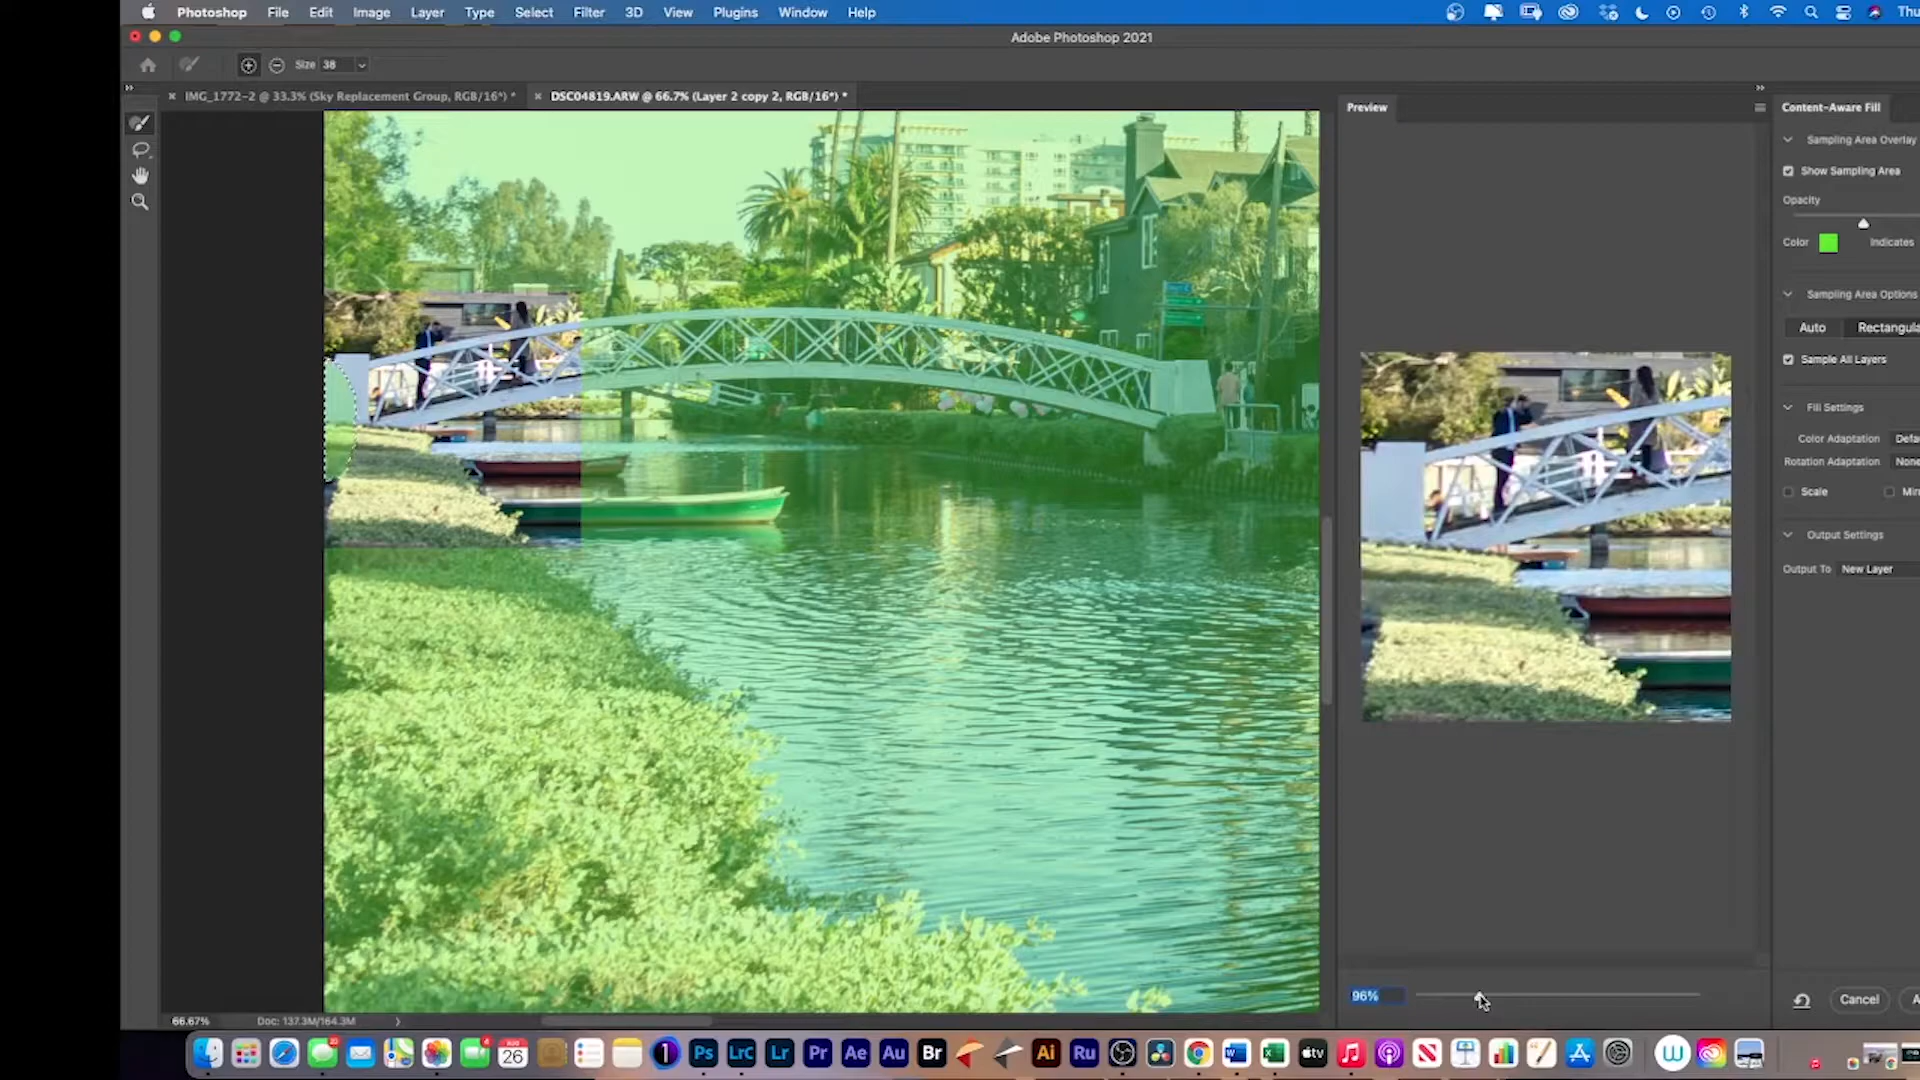 Photoshop File Edit Image Layer Type Select Filter 3D View Plugins Window Help Thu
Adobe Photoshop 2021
Size 38
IMG_1772-2 @ 33.3% (Sky Replacement Group, RGB/16*) *
DSC04819.ARW @ 66.7% (Layer 2 copy 2, RGB/16*) *
Preview
Content-Aware Fill
Sampling Area Overlay
Show Sampling Area
Opacity
Color Indicates
Sampling Area Options
Auto Rectangula
Sample All Layers
Fill Settings
Color Adaptation Defa
Rotation Adaptation None
Scale Mirr
Output Settings
Output To New Layer
96%
Cancel
66.67% Doc: 137.3M/164.3M
AUG
26
1 Ps LrC Lr Pr Ae Au Br Ai Ru W X tv